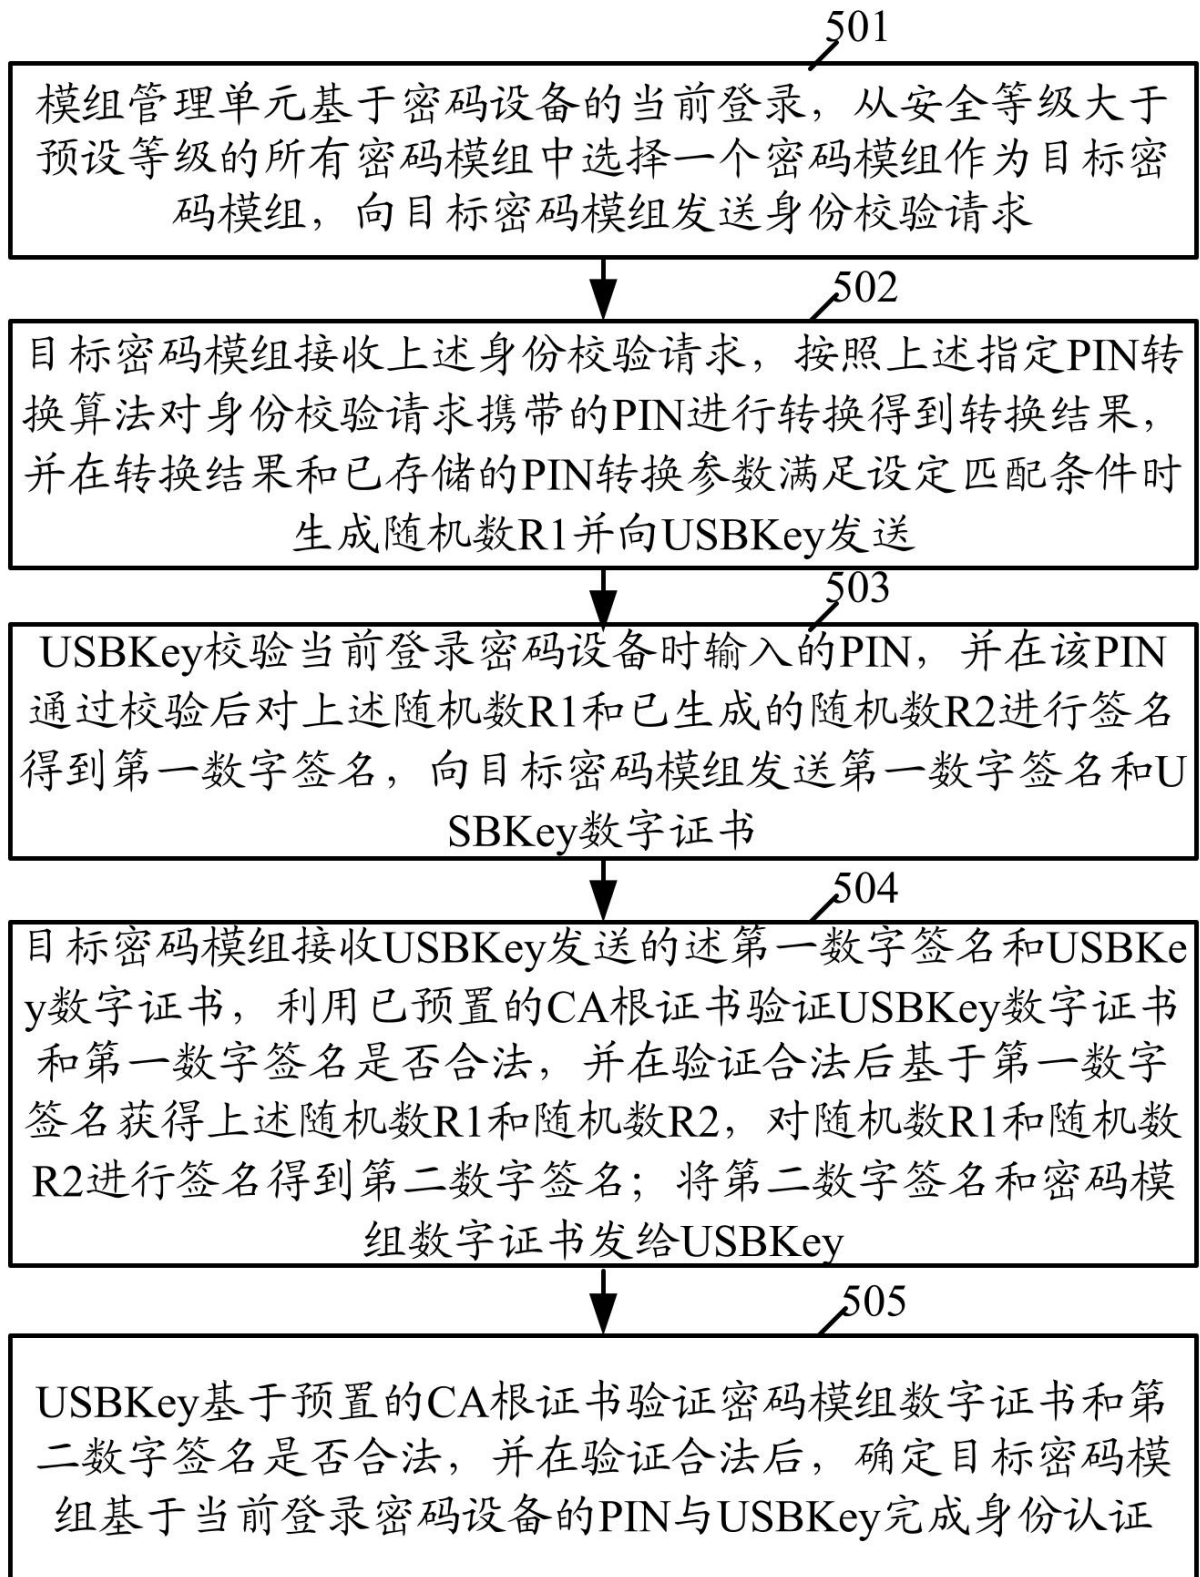 501
模组管理单元基于密码设备的当前登录，从安全等级大于
预设等级的所有密码模组中选择一个密码模组作为目标密
码模组，向目标密码模组发送身份校验请求
502
目标密码模组接收上述身份校验请求，按照上述指定PIN转
换算法对身份校验请求携带的PIN进行转换得到转换结果，
并在转换结果和已存储的PIN转换参数满足设定匹配条件时
生成随机数R1并向USBKey发送
503
USBKey校验当前登录密码设备时输入的PIN，并在该PIN
通过校验后对上述随机数R1和已生成的随机数R2进行签名
得到第一数字签名，向目标密码模组发送第一数字签名和U
SBKey数字证书
504
目标密码模组接收USBKey发送的述第一数字签名和USBKe
y数字证书，利用已预置的CA根证书验证USBKey数字证书
和第一数字签名是否合法，并在验证合法后基于第一数字
签名获得上述随机数R1和随机数R2，对随机数R1和随机数
R2进行签名得到第二数字签名；将第二数字签名和密码模
组数字证书发给USBKey
505
USBKey基于预置的CA根证书验证密码模组数字证书和第
二数字签名是否合法，并在验证合法后，确定目标密码模
组基于当前登录密码设备的PIN与USBKey完成身份认证